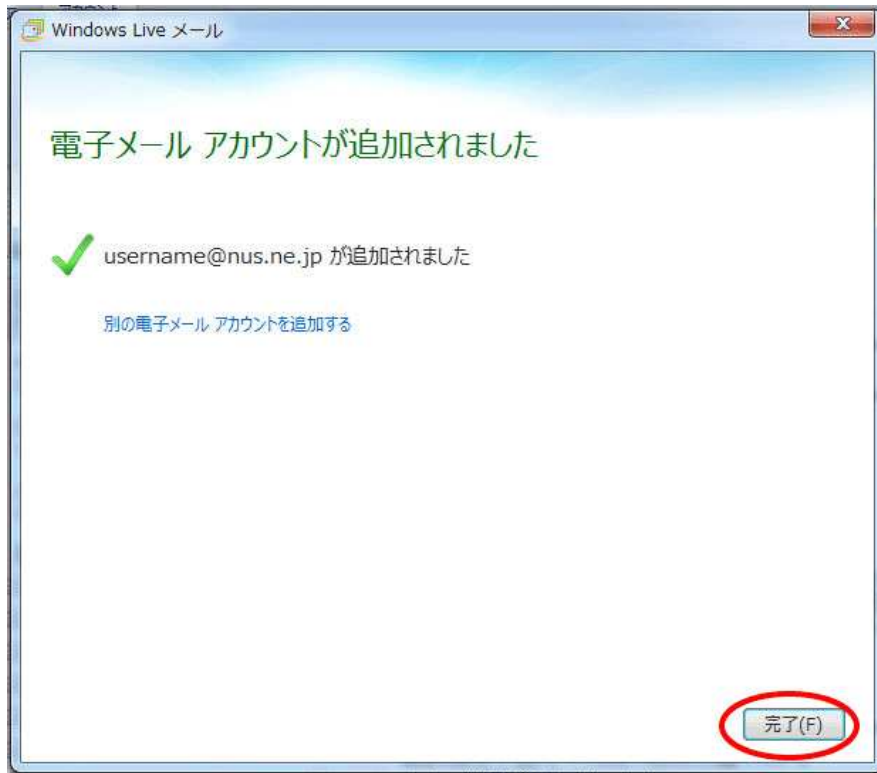 Windows Live メール
電子メール アカウントが追加されました
username@nus.ne.jp が追加されました
別の電子メール アカウントを追加する
完了(F)